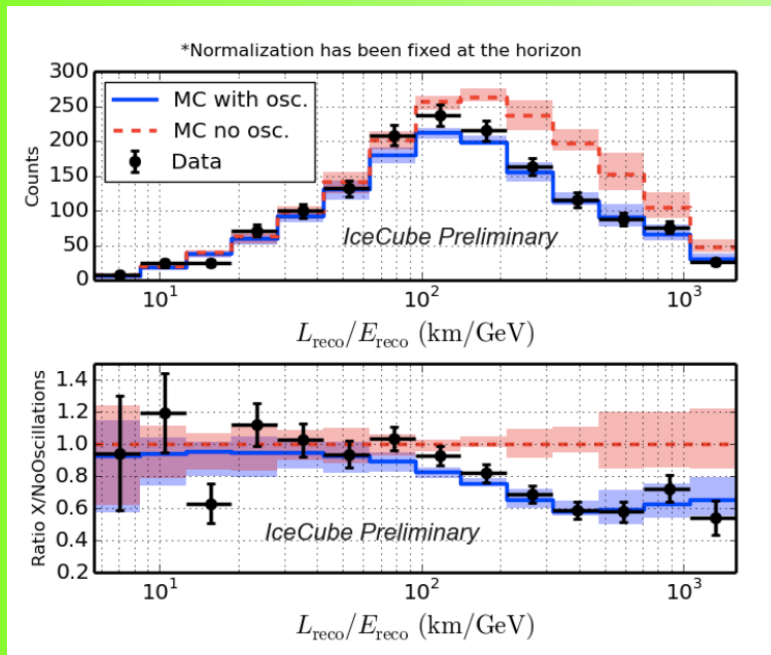 *Normalization has been fixed at the horizon
300
250
200
150
100
50
0
Counts
MC with osc.
MC no osc.
Data
IceCube Preliminary
10¹ 10² 10³
L_reco/E_reco (km/GeV)
1.4
1.2
1.0
0.8
0.6
0.4
0.2
Ratio X/NoOscillations
IceCube Preliminary
10¹ 10² 10³
L_reco/E_reco (km/GeV)